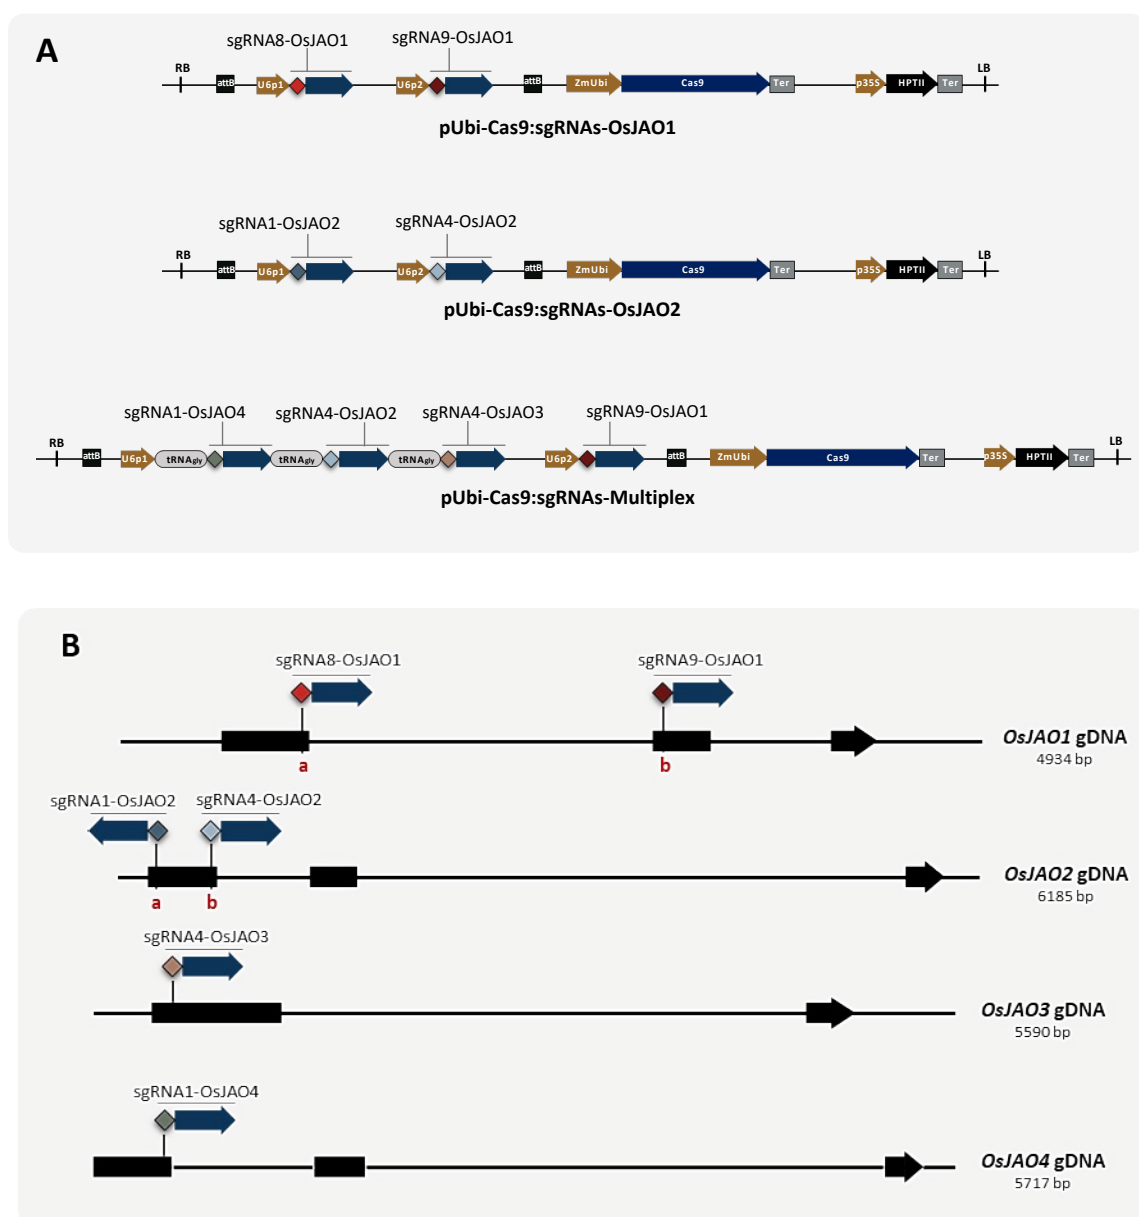 A
sgRNA8-OsJAO1 sgRNA9-OsJAO1
RB attB U6p1 U6p2 attB ZmUbi Cas9 Ter p35S HPTII Ter LB
pUbi-Cas9:sgRNAs-OsJAO1
sgRNA1-OsJAO2 sgRNA4-OsJAO2
RB attB U6p1 U6p2 attB ZmUbi Cas9 Ter p35S HPTII Ter LB
pUbi-Cas9:sgRNAs-OsJAO2
sgRNA1-OsJAO4 sgRNA4-OsJAO2 sgRNA4-OsJAO3 sgRNA9-OsJAO1
RB attB U6p1 tRNAgly tRNAgly tRNAgly U6p2 attB ZmUbi Cas9 Ter p35S HPTII Ter LB
pUbi-Cas9:sgRNAs-Multiplex
B
sgRNA8-OsJAO1 sgRNA9-OsJAO1
OsJAO1 gDNA
a b 4934 bp
sgRNA1-OsJAO2 sgRNA4-OsJAO2
OsJAO2 gDNA
a b 6185 bp
sgRNA4-OsJAO3
OsJAO3 gDNA
5590 bp
sgRNA1-OsJAO4
OsJAO4 gDNA
5717 bp